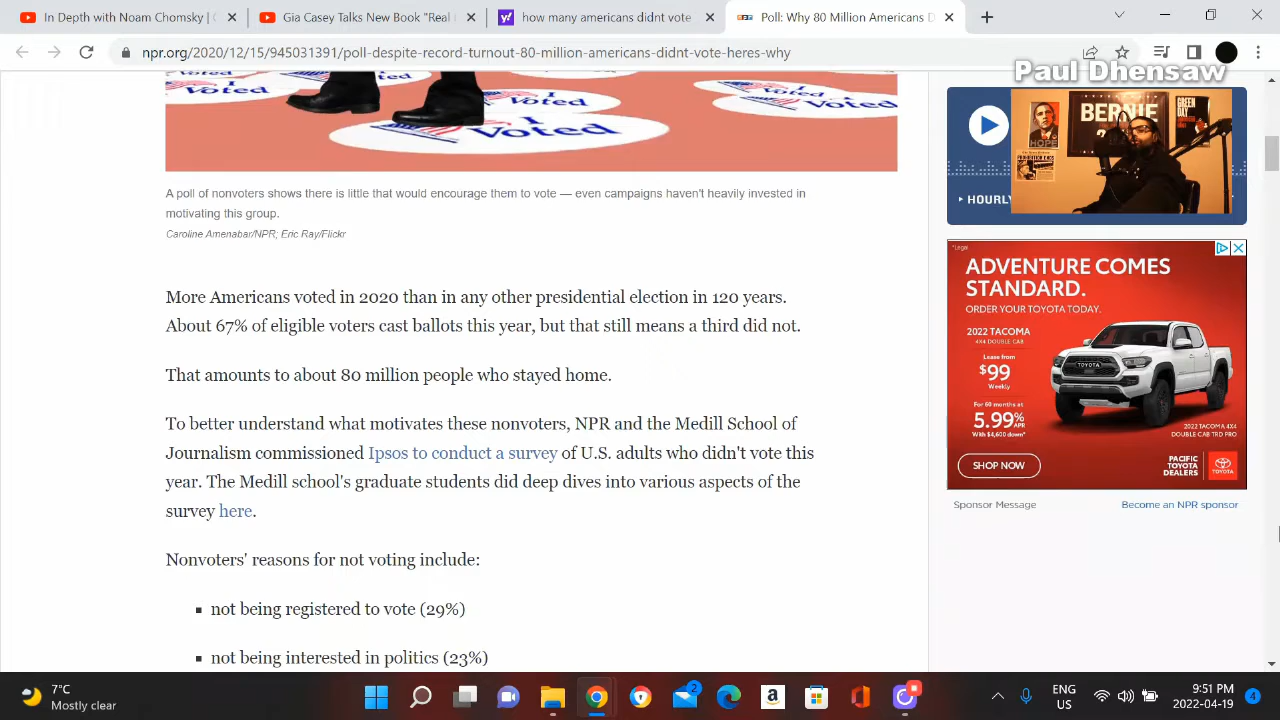 In Depth with Noam Chomsky (
Gia Casey Talks New Book "Real
how many americans didnt vote
Poll: Why 80 Million Americans D
npr.org/2020/12/15/945031391/poll-despite-record-turnout-80-million-americans-didnt-vote-heres-why
Paul Dhensaw
BERNIE
HOPE
GREEN DAY
I Voted
Voted
I Voted
Voted
HOURLY
A poll of nonvoters shows there is little that would encourage them to vote — even campaigns haven't heavily invested in
motivating this group.
Caroline Amenabar/NPR; Eric Ray/Flickr
More Americans voted in 2020 than in any other presidential election in 120 years.
About 67% of eligible voters cast ballots this year, but that still means a third did not.
That amounts to about 80 million people who stayed home.
To better understand what motivates these nonvoters, NPR and the Medill School of
Journalism commissioned Ipsos to conduct a survey of U.S. adults who didn't vote this
year. The Medill school's graduate students did deep dives into various aspects of the
survey here.
Nonvoters' reasons for not voting include:
not being registered to vote (29%)
not being interested in politics (23%)
*Legal
ADVENTURE COMES
STANDARD.
ORDER YOUR TOYOTA TODAY.
2022 TACOMA
4X4 DOUBLE CAB
Lease from
$99
Weekly
For 60 months at
5.99% APR
With $4,600 down*
2022 TACOMA 4X4
DOUBLE CAB TRD PRO
SHOP NOW
PACIFIC
TOYOTA
DEALERS
TOYOTA
Sponsor Message
Become an NPR sponsor
7°C
Mostly clear
2
ENG
US
9:51 PM
2022-04-19
4